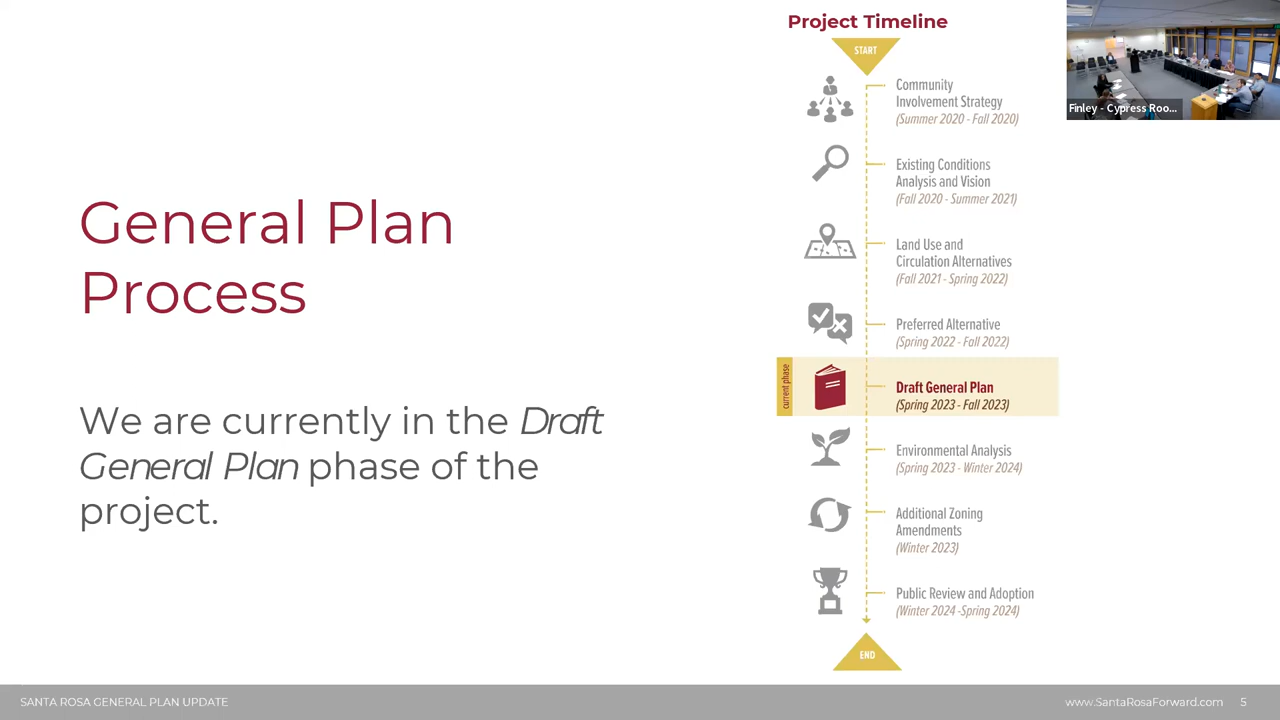 Project Timeline
START
Finley - Cypress Roo...
Community
Involvement Strategy
(Summer 2020 - Fall 2020)
Existing Conditions
Analysis and Vision
(Fall 2020 - Summer 2021)
General Plan
Process
Land Use and
Circulation Alternatives
(Fall 2021 - Spring 2022)
Preferred Alternative
(Spring 2022 - Fall 2022)
current phase
Draft General Plan
(Spring 2023 - Fall 2023)
We are currently in the Draft
General Plan phase of the
project.
Environmental Analysis
(Spring 2023 - Winter 2024)
Additional Zoning
Amendments
(Winter 2023)
Public Review and Adoption
(Winter 2024 -Spring 2024)
END
SANTA ROSA GENERAL PLAN UPDATE
www.SantaRosaForward.com 5